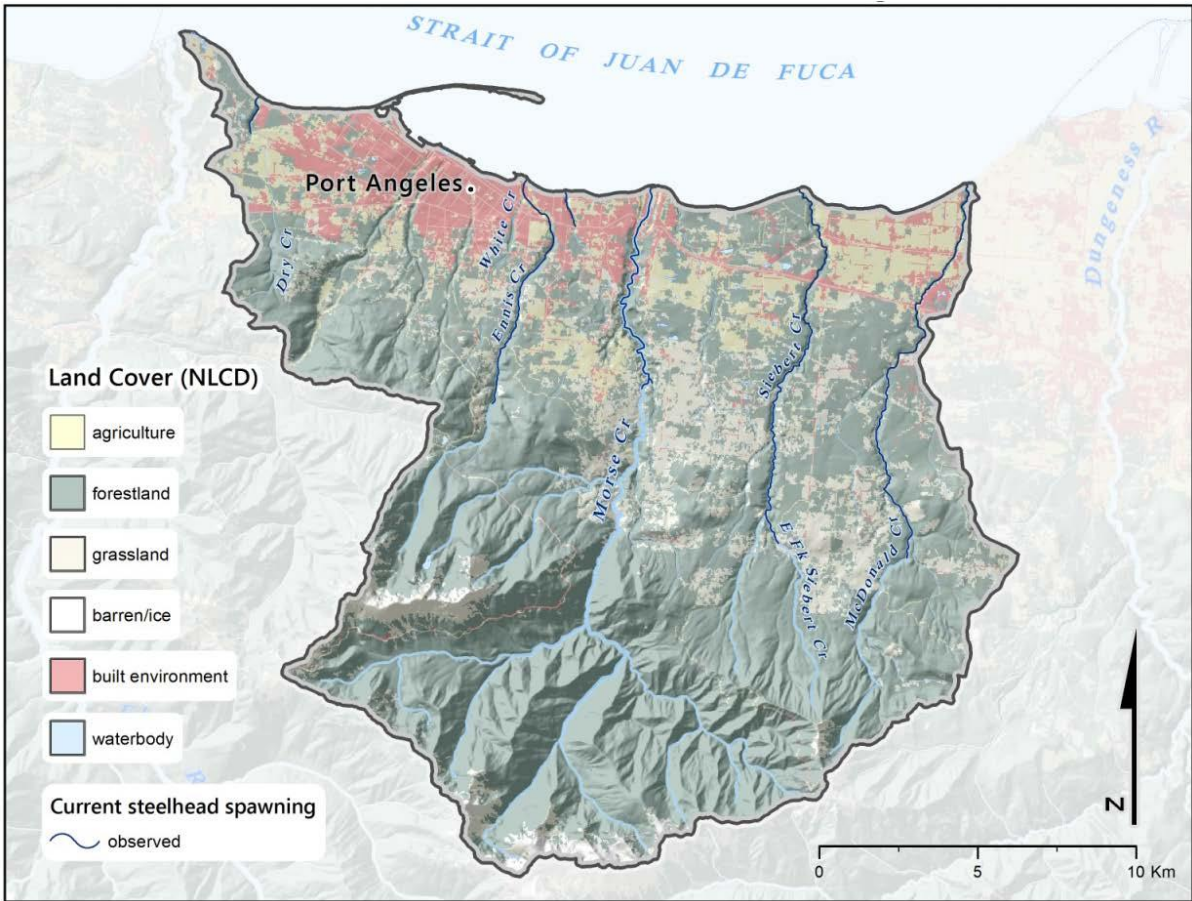 STRAIT OF JUAN DE FUCA
Dungeness R
Port Angeles
White Cr
Dry Cr
Ennis Cr
Siebert Cr
Morse Cr
E Fk Siebert Cr
McDonald Cr
Land Cover (NLCD)
agriculture
forestland
grassland
barren/ice
built environment
waterbody
R
Current steelhead spawning
observed
N
0 5 10 Km